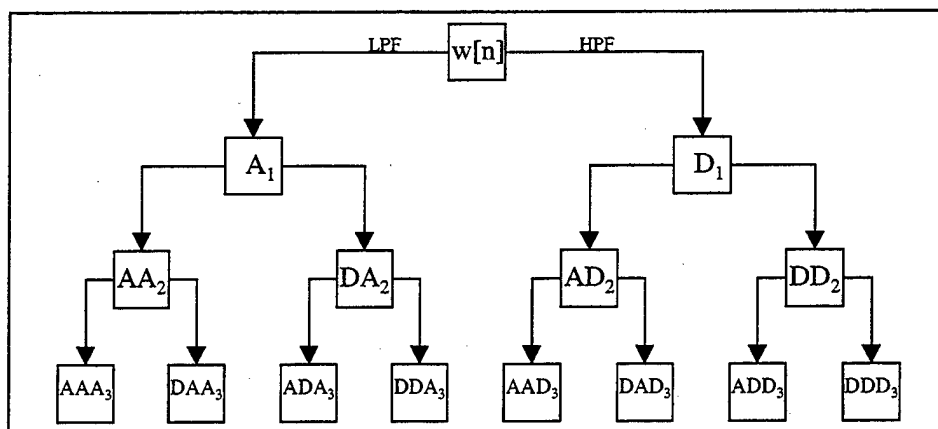 LPF w[n] HPF
A₁ D₁
AA₂ DA₂ AD₂ DD₂
AAA₃ DAA₃ ADA₃ DDA₃ AAD₃ DAD₃ ADD₃ DDD₃